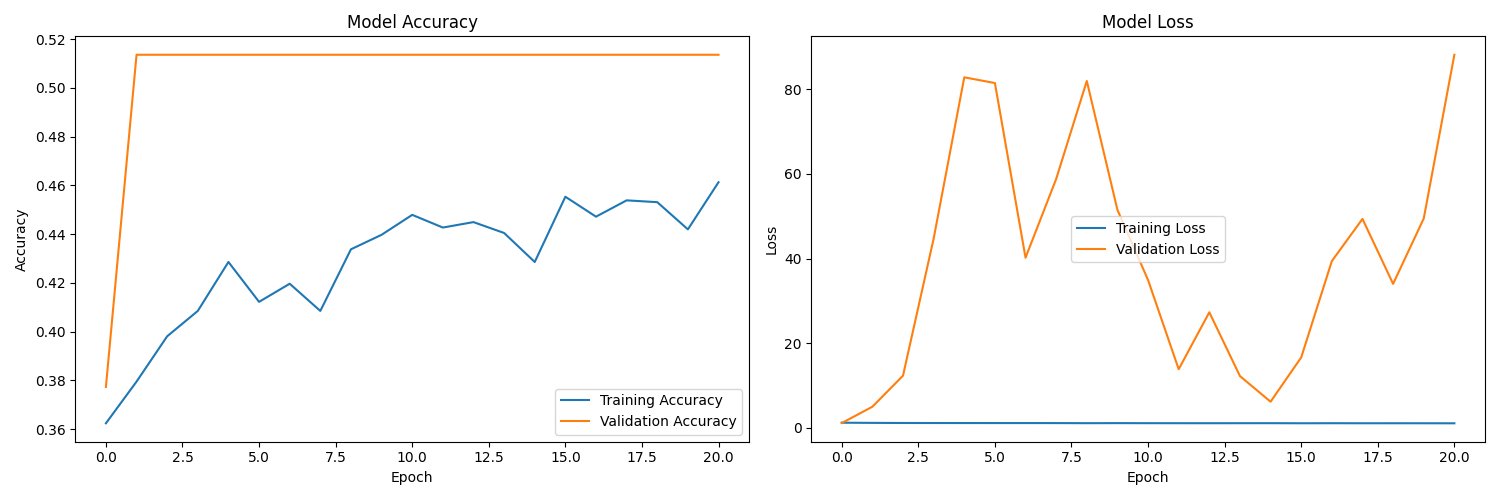 Model Accuracy
0.52
0.50
0.48
0.46
0.44
0.42
0.40
0.38
0.36
Accuracy
Training Accuracy
Validation Accuracy
0.0 2.5 5.0 7.5 10.0 12.5 15.0 17.5 20.0
Epoch
Model Loss
80
60
40
20
0
Loss
Training Loss
Validation Loss
0.0 2.5 5.0 7.5 10.0 12.5 15.0 17.5 20.0
Epoch